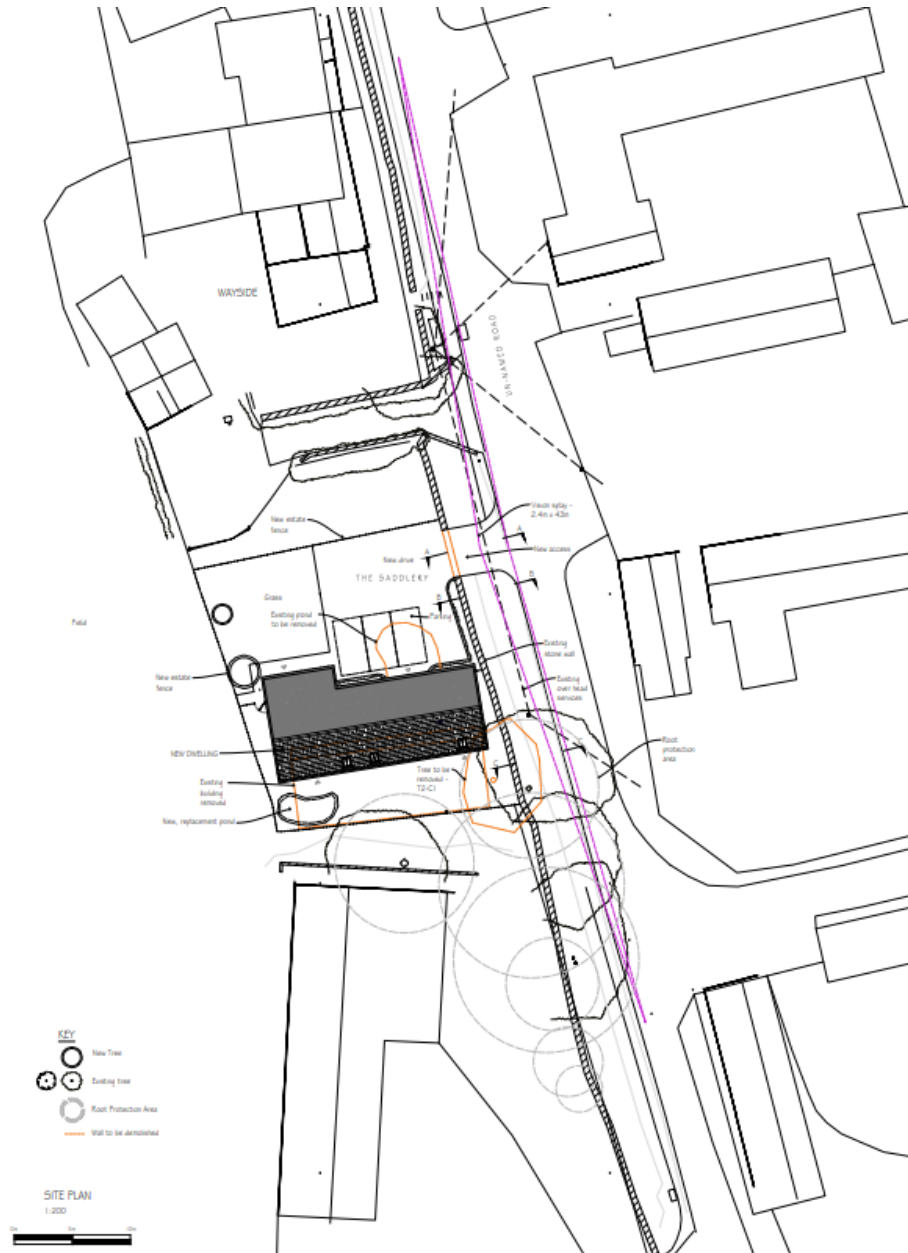 WAYSIDE
UN-NAMED ROAD
New estate
fence
Vision splay -
2.4m x 43m
A
A
New access
New drive
THE SADDLERY
B
B
Grass
Existing pond
to be removed
Parking
Field
Existing
stone wall
New estate
fence
Existing
over head
services
NEW DWELLING
Root
protection
area
C
C
Tree to be
removed -
T2-C1
Existing
building
removed
New, replacement pond
KEY
New Tree
Existing tree
Root Protection Area
Wall to be demolished
SITE PLAN
1:200
0m
5m
10m